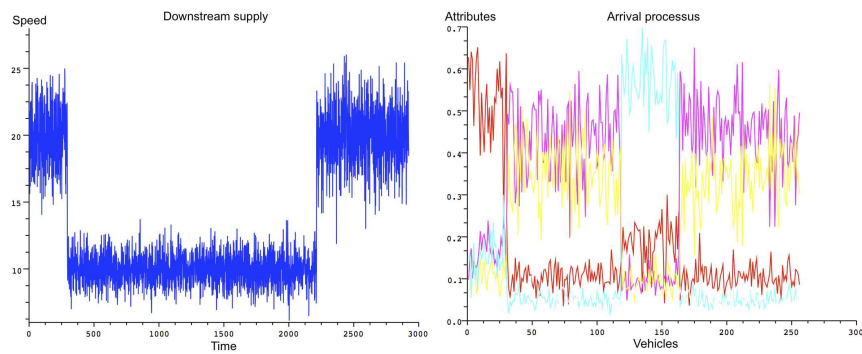 Downstream supply
Speed
25
20
15
10
0 500 1000 1500 2000 2500 3000
Time
Attributes Arrival processus
0.7
0.6
0.5
0.4
0.3
0.2
0.1
0.0
0 50 100 150 200 250 300
Vehicles